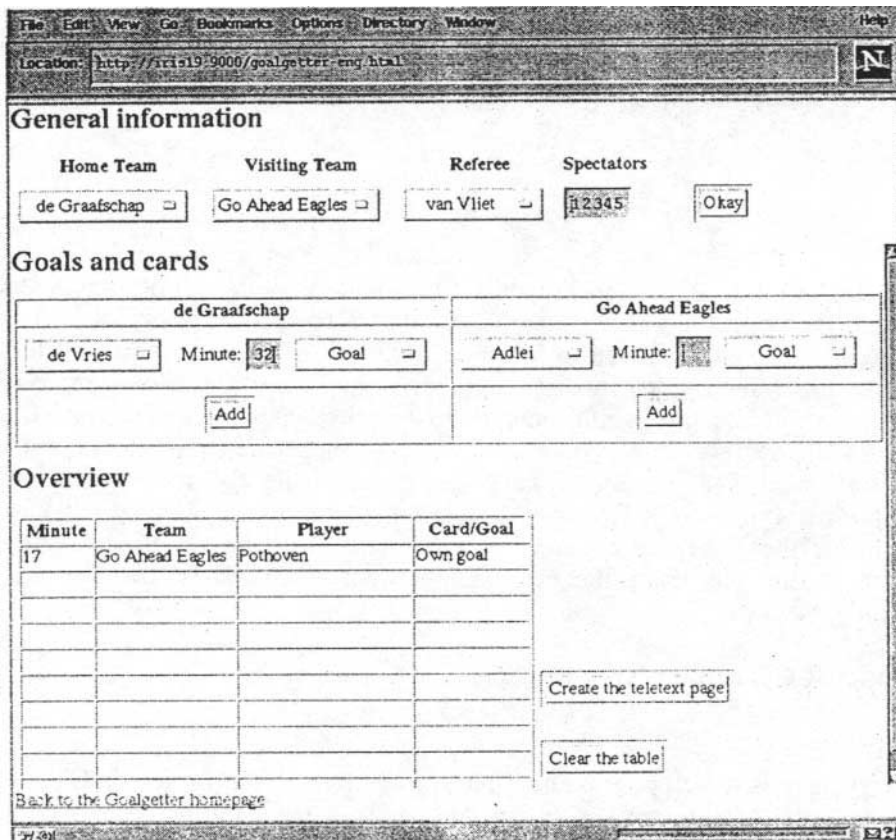 File Edit View Go Bookmarks Options Directory Window Help
Location: http://iris19:9000/goalgetter-eng.html
N
General information
Home Team Visiting Team Referee Spectators
de Graafschap Go Ahead Eagles van Vliet 12345 Okay
Goals and cards
de Graafschap Go Ahead Eagles
de Vries Minute: 32 Goal Adlei Minute: Goal
Add Add
Overview
Minute Team Player Card/Goal
17 Go Ahead Eagles Pothoven Own goal
Create the teletext page
Clear the table
Back to the Goalgetter homepage